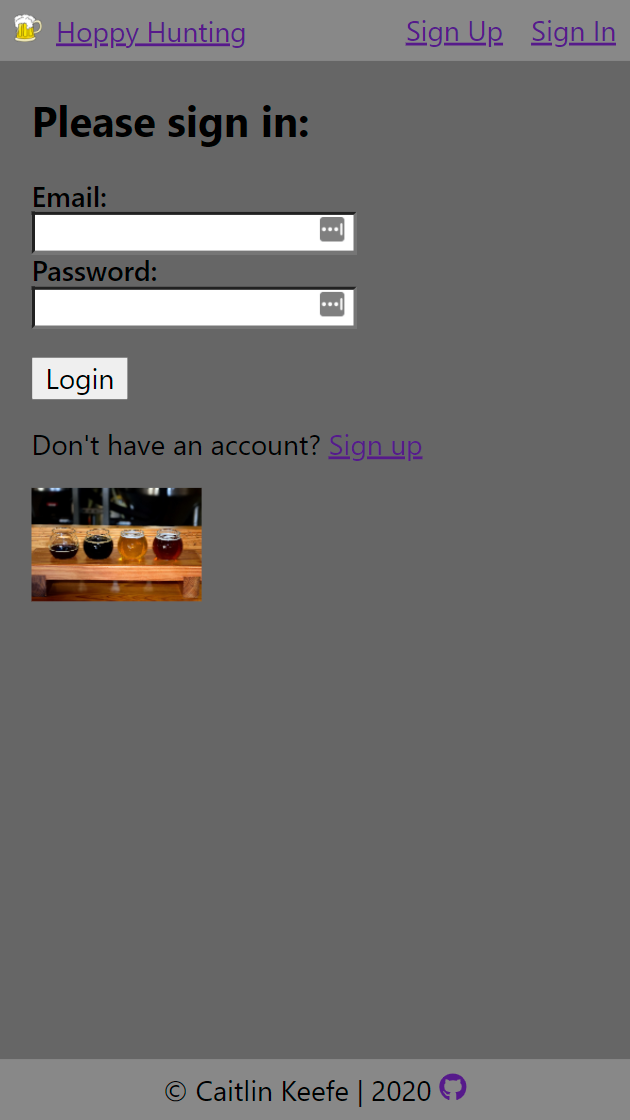 Hoppy Hunting Sign Up Sign In
Please sign in:
Email:
Password:
Login
Don't have an account? Sign up
© Caitlin Keefe | 2020